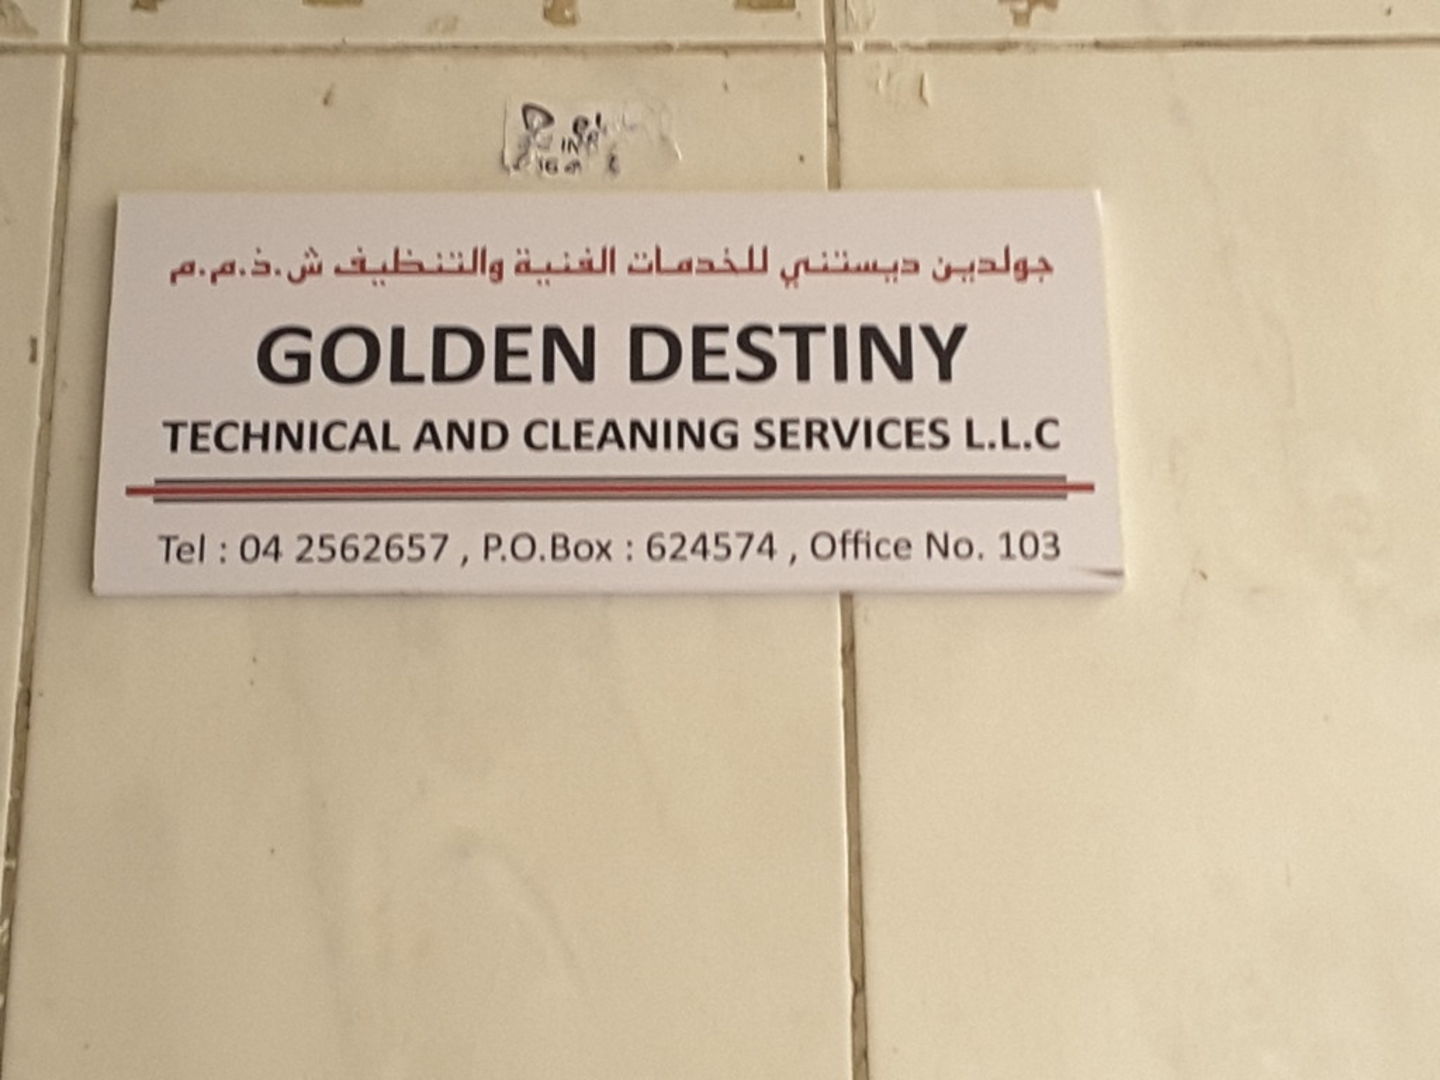 جولدين ديستني للخدمات الفنية والتنظيف ش.ذ.م.م
GOLDEN DESTINY
TECHNICAL AND CLEANING SERVICES L.L.C
Tel : 04 2562657 , P.O.Box : 624574 , Office No. 103